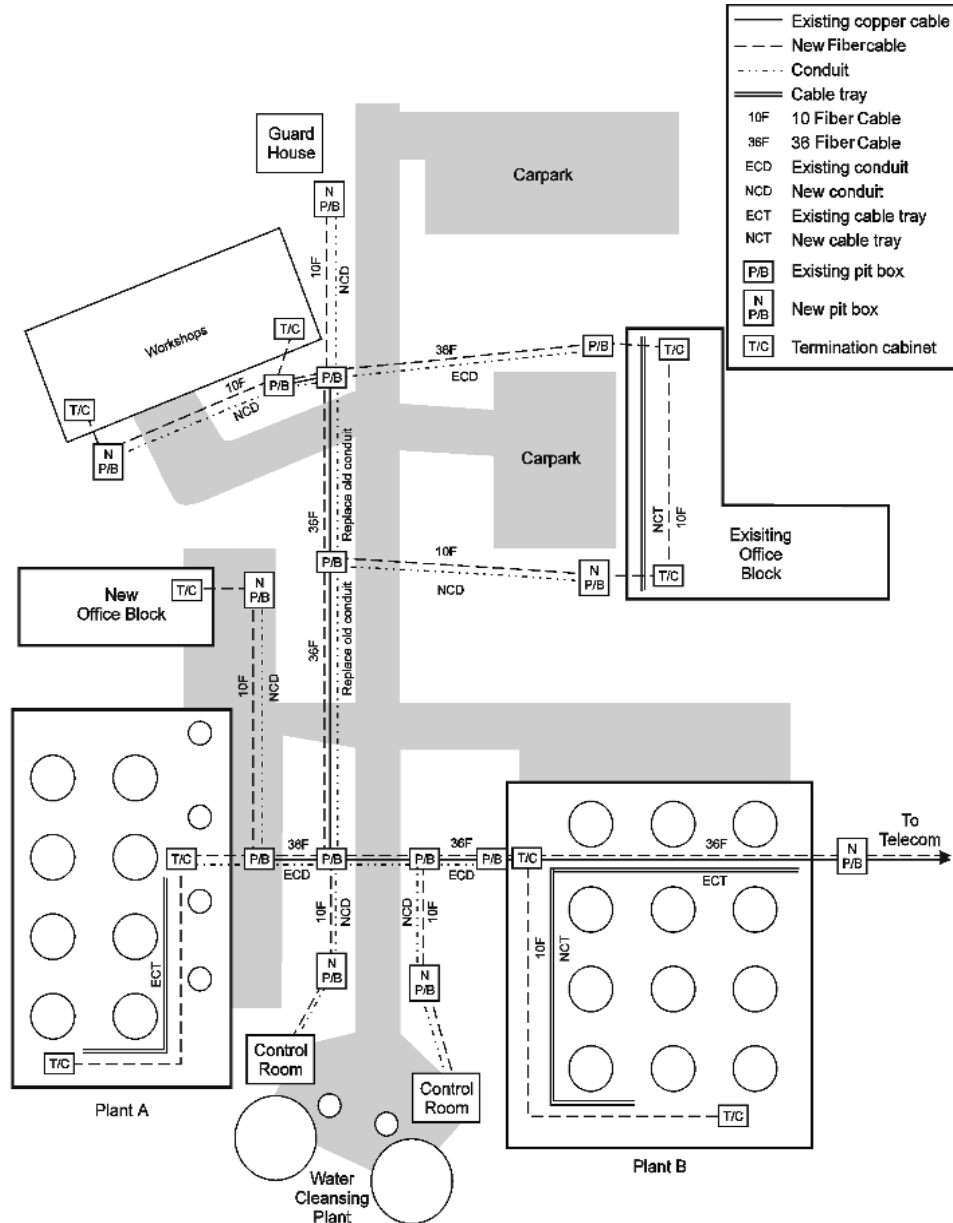 Existing copper cable
New Fibercable
Conduit
Cable tray
10F 10 Fiber Cable
36F 36 Fiber Cable
ECD Existing conduit
NCD New conduit
ECT Existing cable tray
NCT New cable tray
P/B Existing pit box
N
P/B New pit box
T/C Termination cabinet
Guard
House
Carpark
N
P/B
10F
NCD
Workshops
T/C
P/B
P/B
36F
ECD
P/B
T/C
10F
NCD
T/C
N
P/B
Carpark
Replace old conduit
36F
NCT
10F
Exisiting
Office
Block
P/B
10F
NCD
N
P/B
T/C
New
Office Block
T/C
N
P/B
36F
Replace old conduit
10F
NCD
T/C
P/B
36F
ECD
P/B
P/B
36F
ECD
P/B
T/C
36F
N
P/B
To
Telecom
ECT
10F
NCD
NCD
10F
10F
NCT
ECT
N
P/B
N
P/B
T/C
Control
Room
Control
Room
T/C
Plant A
Water
Cleansing
Plant
Plant B